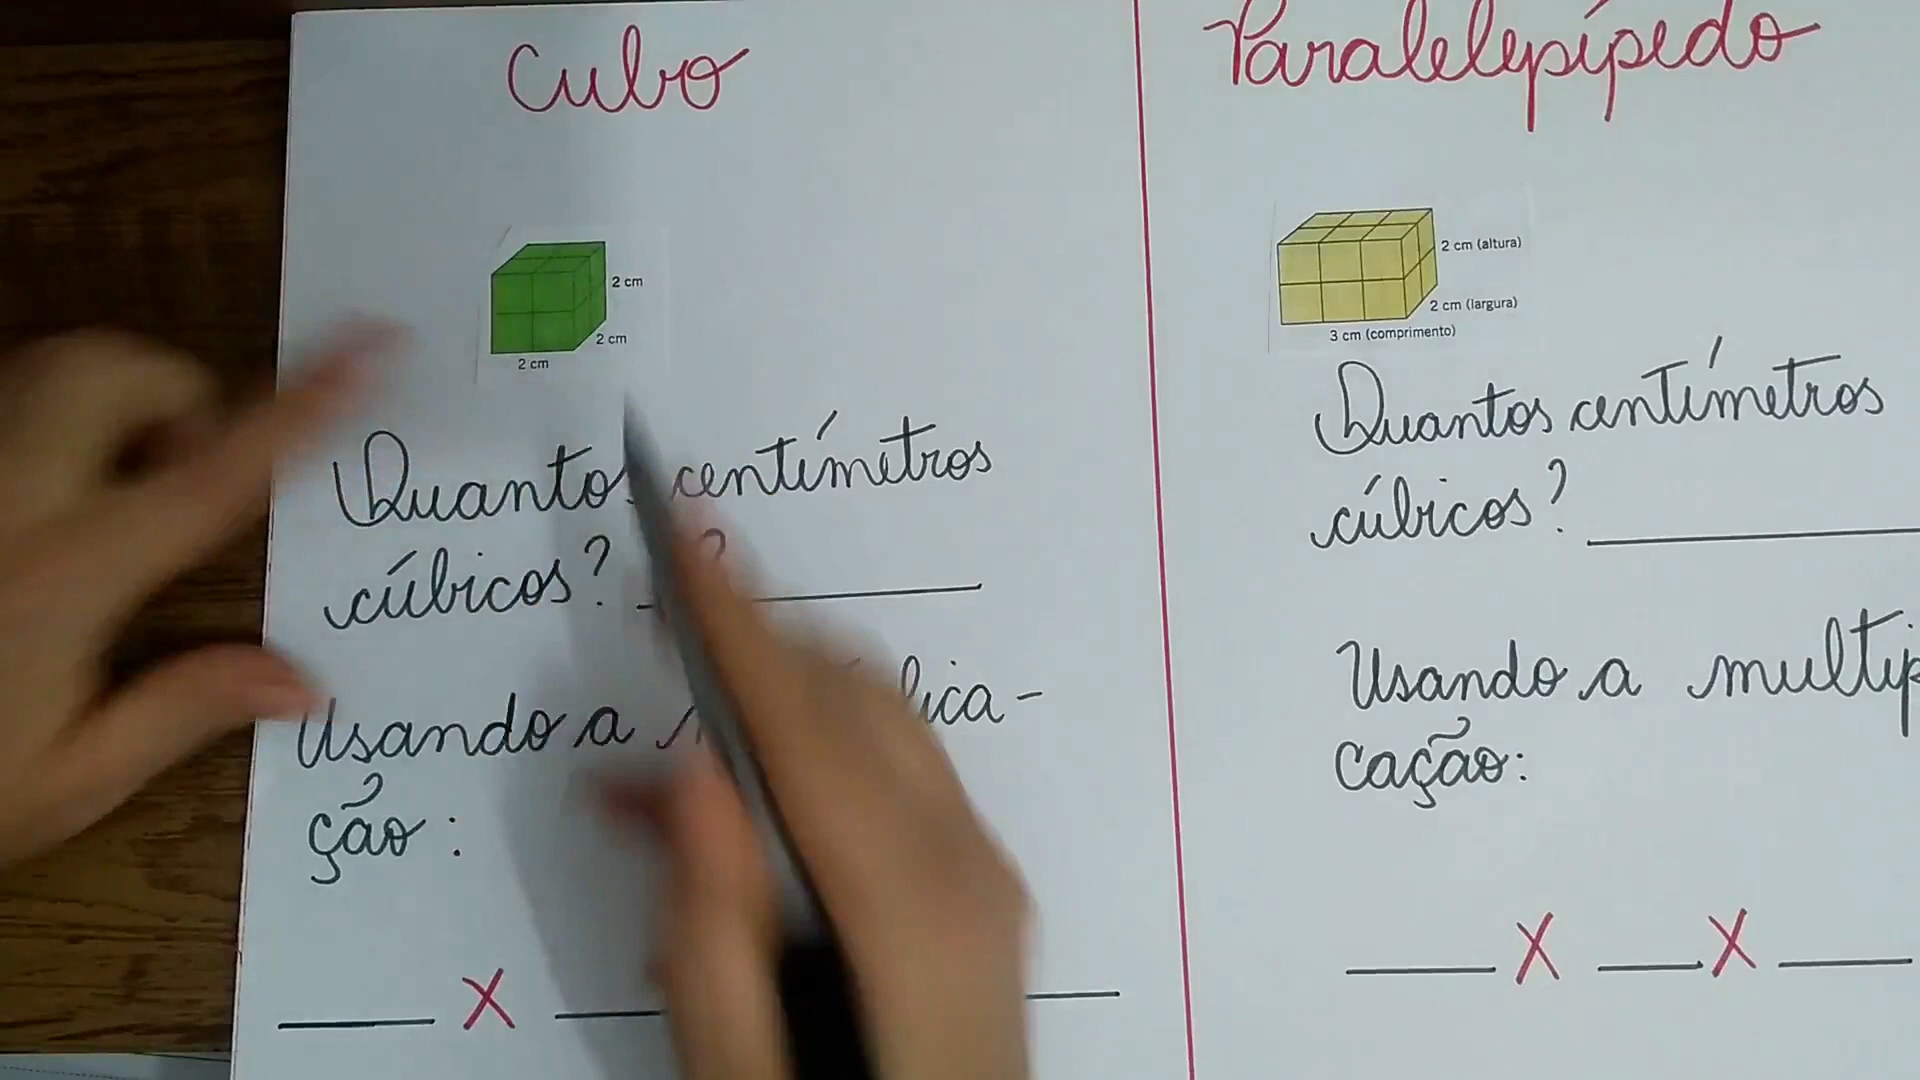 Cubo
2 cm
2 cm
2 cm
Quantos centímetros
cúbicos?
Usando a
ção:
X
Paralelepípedo
2 cm (altura)
2 cm (largura)
3 cm (comprimento)
Quantos centímetros
cúbicos?
Usando a
cação:
X X